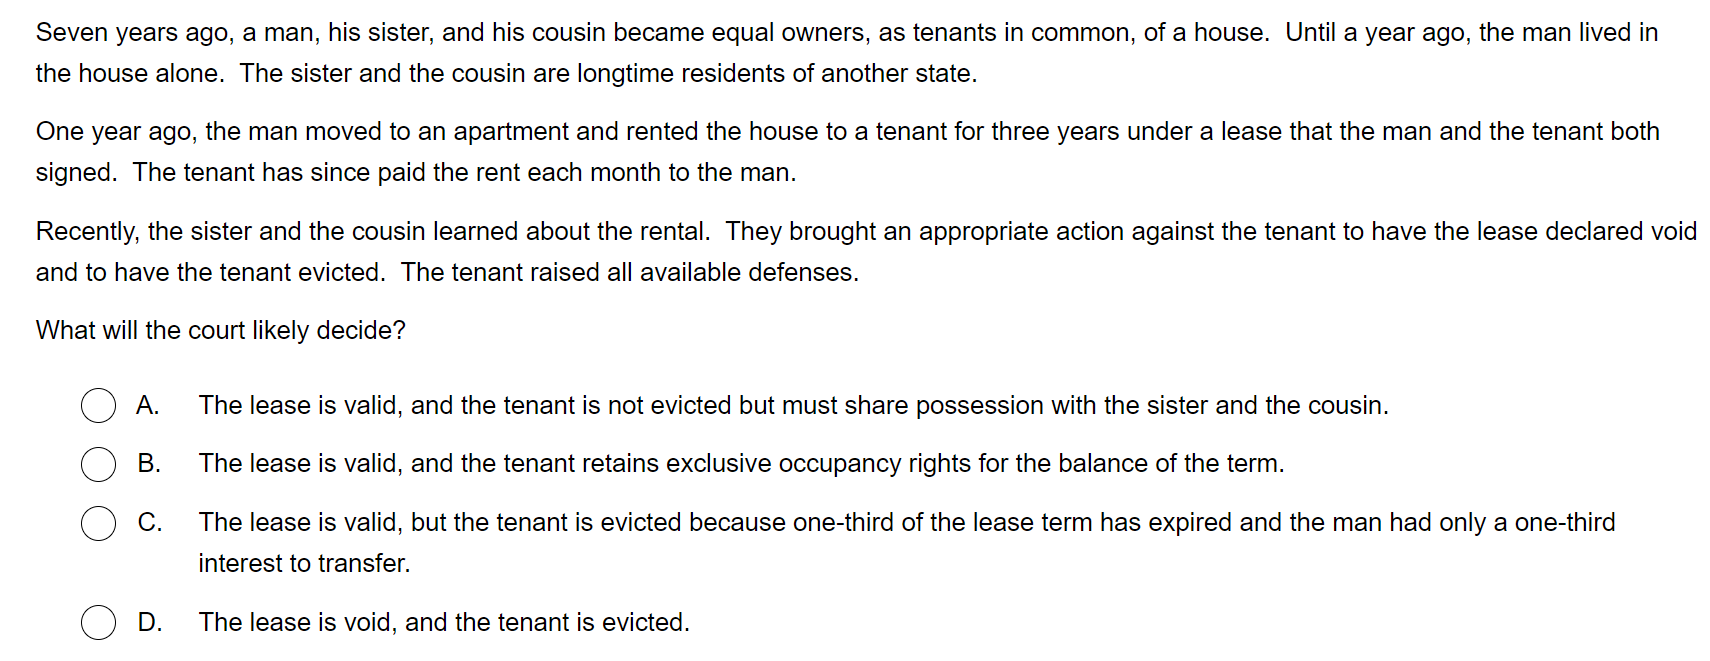 Seven years ago, a man, his sister, and his cousin became equal owners, as tenants in common, of a house.  Until a year ago, the man lived in
the house alone.  The sister and the cousin are longtime residents of another state.
One year ago, the man moved to an apartment and rented the house to a tenant for three years under a lease that the man and the tenant both
signed.  The tenant has since paid the rent each month to the man.
Recently, the sister and the cousin learned about the rental.  They brought an appropriate action against the tenant to have the lease declared void
and to have the tenant evicted.  The tenant raised all available defenses.
What will the court likely decide?
A. The lease is valid, and the tenant is not evicted but must share possession with the sister and the cousin.
B. The lease is valid, and the tenant retains exclusive occupancy rights for the balance of the term.
C. The lease is valid, but the tenant is evicted because one-third of the lease term has expired and the man had only a one-third
interest to transfer.
D. The lease is void, and the tenant is evicted.